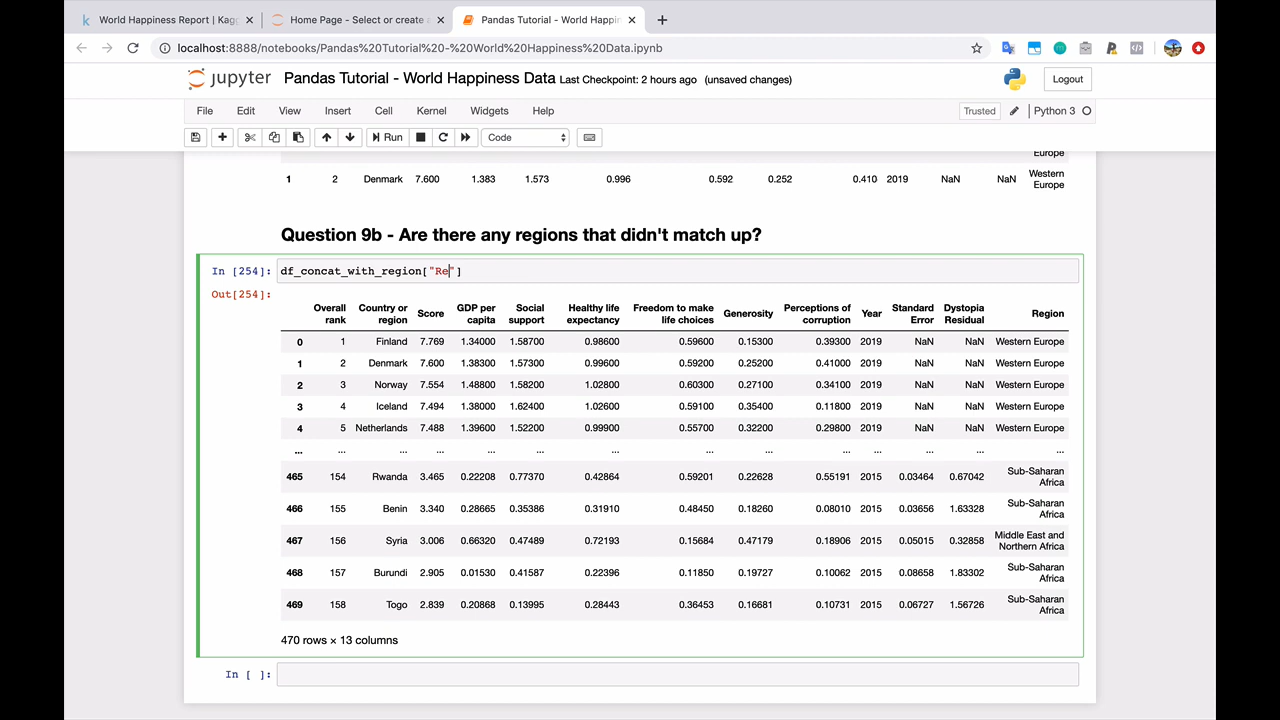 World Happiness Report | Kagg
Home Page - Select or create a
Pandas Tutorial - World Happin
localhost:8888/notebooks/Pandas%20Tutorial%20-%20World%20Happiness%20Data.ipynb
jupyter Pandas Tutorial - World Happiness Data Last Checkpoint: 2 hours ago (unsaved changes) Logout
File Edit View Insert Cell Kernel Widgets Help Trusted Python 3
Run Code
Europe
1 2 Denmark 7.600 1.383 1.573 0.996 0.592 0.252 0.410 2019 NaN NaN Western
Europe
Question 9b - Are there any regions that didn't match up?
In [254]: df_concat_with_region["Re"]
Out[254]:
Overall Country or Score GDP per Social Healthy life Freedom to make Generosity Perceptions of Year Standard Dystopia Region
rank region capita support expectancy life choices corruption Error Residual
0 1 Finland 7.769 1.34000 1.58700 0.98600 0.59600 0.15300 0.39300 2019 NaN NaN Western Europe
1 2 Denmark 7.600 1.38300 1.57300 0.99600 0.59200 0.25200 0.41000 2019 NaN NaN Western Europe
2 3 Norway 7.554 1.48800 1.58200 1.02800 0.60300 0.27100 0.34100 2019 NaN NaN Western Europe
3 4 Iceland 7.494 1.38000 1.62400 1.02600 0.59100 0.35400 0.11800 2019 NaN NaN Western Europe
4 5 Netherlands 7.488 1.39600 1.52200 0.99900 0.55700 0.32200 0.29800 2019 NaN NaN Western Europe
... ... ... ... ... ... ... ... ... ... ... ... ... ...
465 154 Rwanda 3.465 0.22208 0.77370 0.42864 0.59201 0.22628 0.55191 2015 0.03464 0.67042 Sub-Saharan
Africa
466 155 Benin 3.340 0.28665 0.35386 0.31910 0.48450 0.18260 0.08010 2015 0.03656 1.63328 Sub-Saharan
Africa
467 156 Syria 3.006 0.66320 0.47489 0.72193 0.15684 0.47179 0.18906 2015 0.05015 0.32858 Middle East and
Northern Africa
468 157 Burundi 2.905 0.01530 0.41587 0.22396 0.11850 0.19727 0.10062 2015 0.08658 1.83302 Sub-Saharan
Africa
469 158 Togo 2.839 0.20868 0.13995 0.28443 0.36453 0.16681 0.10731 2015 0.06727 1.56726 Sub-Saharan
Africa
470 rows × 13 columns
In [ ]: